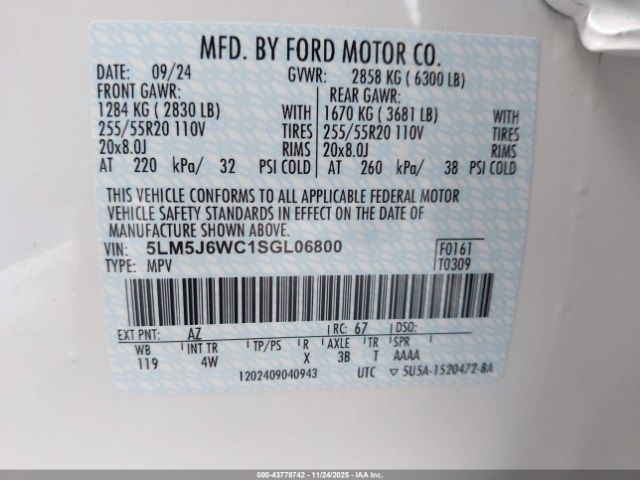 MFD. BY FORD MOTOR CO.
DATE: 09/24 GVWR: 2858 KG ( 6300 LB)
FRONT GAWR: REAR GAWR:
1284 KG ( 2830 LB) WITH 1670 KG ( 3681 LB) WITH
255/55R20 110V TIRES 255/55R20 110V TIRES
20x8.0J RIMS 20x8.0J RIMS
AT 220 kPa/ 32 PSI COLD AT 260 kPa/ 38 PSI COLD
THIS VEHICLE CONFORMS TO ALL APPLICABLE FEDERAL MOTOR
VEHICLE SAFETY STANDARDS IN EFFECT ON THE DATE OF
MANUFACTURE SHOWN ABOVE.
VIN: 5LM5J6WC1SGL06800 F0161
TYPE: MPV T0309
EXT PNT: AZ RC: 67 DSO:
WB INT TR TP/PS R AXLE TR SPR
119 4W X 3B T AAAA
1202409040943 UTC ▽ 5U5A-1520472-BA
000-43778742 - 11/24/2025 - IAA Inc.